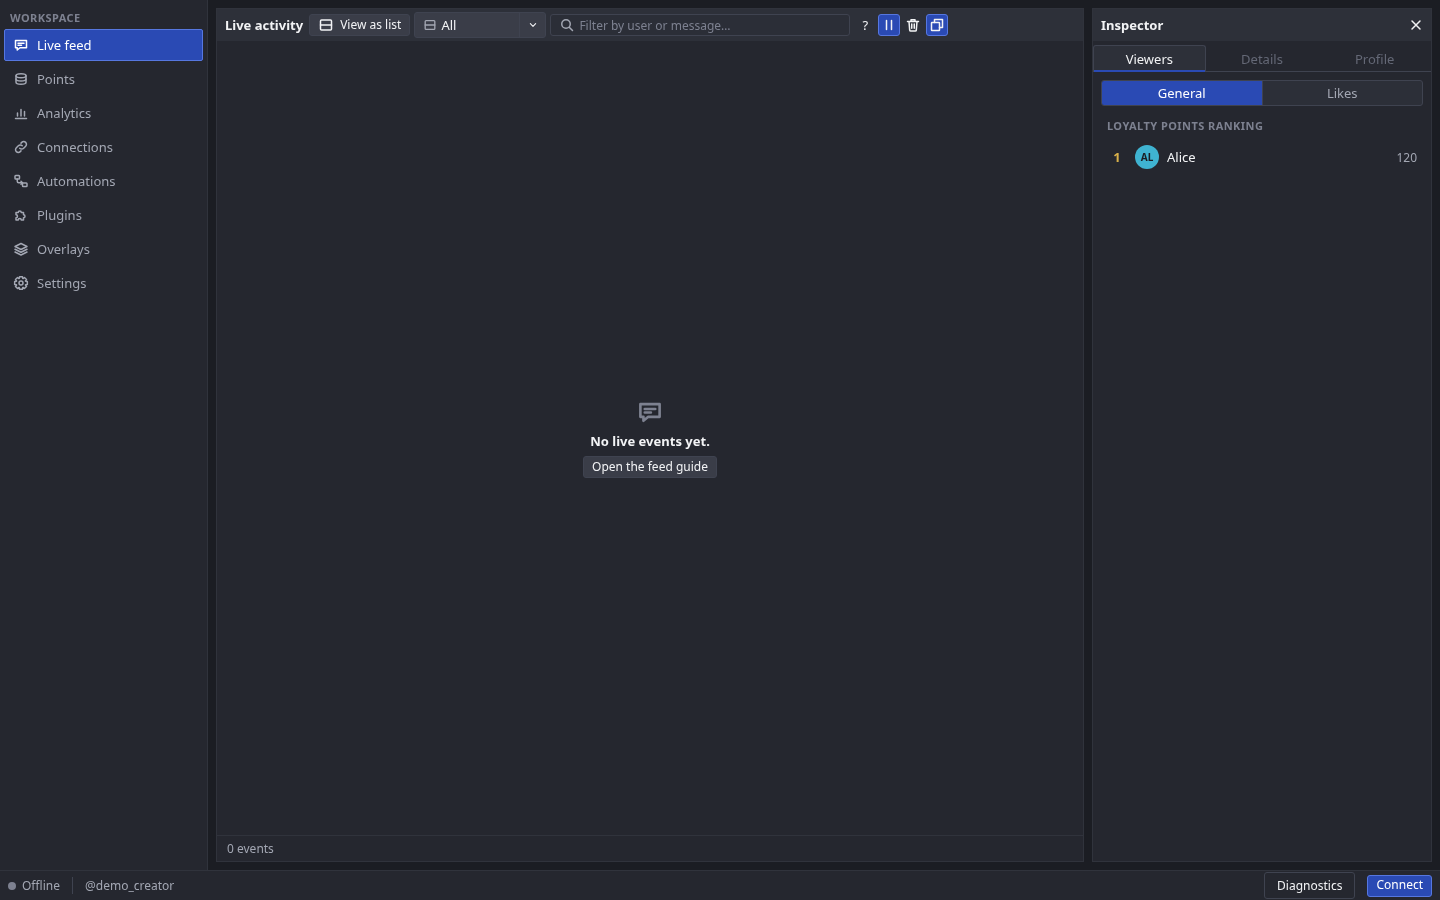 WORKSPACE
Live feed
Points
Analytics
Connections
Automations
Plugins
Overlays
Settings
Live activity
View as list
All
Filter by user or message...
?
No live events yet.
Open the feed guide
0 events
Inspector
Viewers
Details
Profile
General
Likes
LOYALTY POINTS RANKING
1 AL Alice 120
Offline
@demo_creator
Diagnostics
Connect